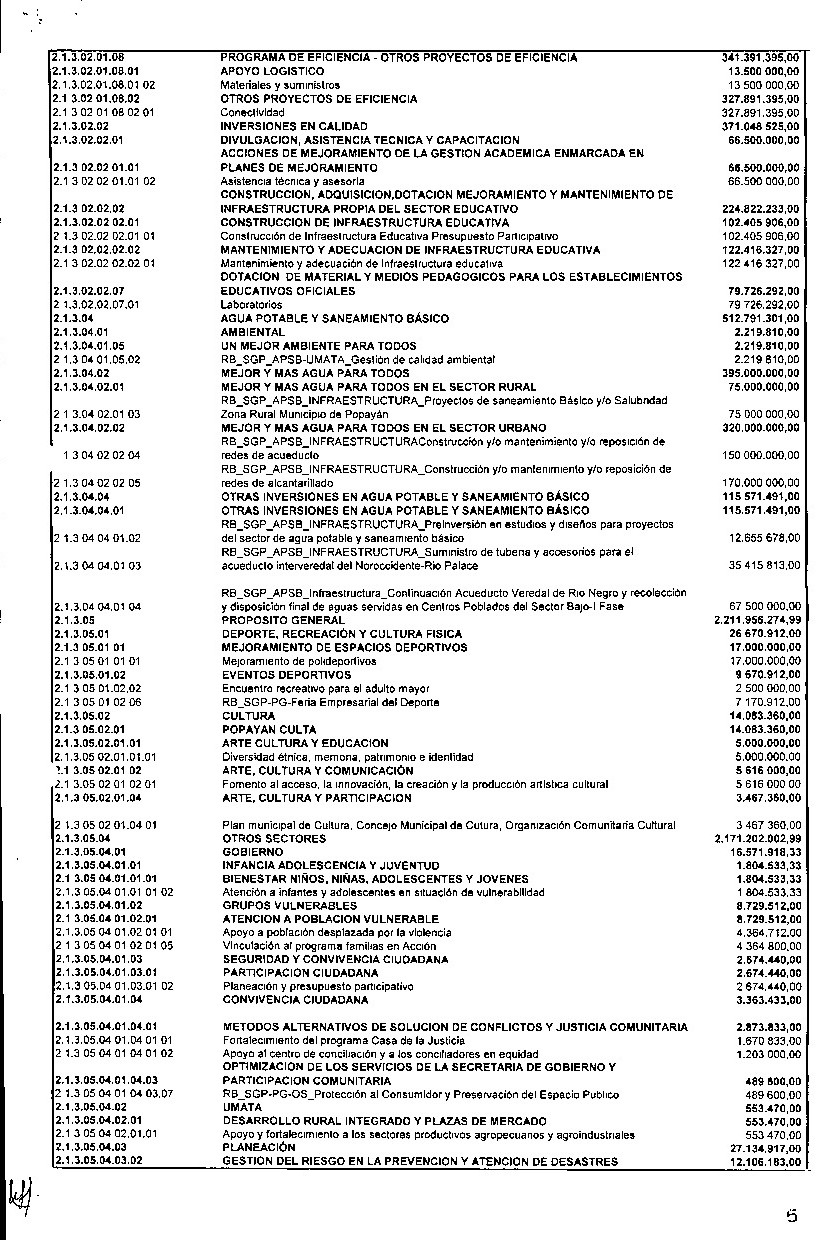 2.1.3.02.01.08 PROGRAMA DE EFICIENCIA - OTROS PROYECTOS DE EFICIENCIA 341.391.395,00
2.1.3.02.01.08.01 APOYO LOGISTICO 13.500 000,00
2.1.3.02.01.08.01 02 Materiales y suministros 13 500 000,00
2.1 3.02 01.08.02 OTROS PROYECTOS DE EFICIENCIA 327.891.395,00
2.1 3 02 01 08 02 01 Conectividad 327.891.395,00
2.1.3.02.02 INVERSIONES EN CALIDAD 371.048 525,00
2.1.3.02.02.01 DIVULGACION, ASISTENCIA TECNICA Y CAPACITACION 66.500.000,00
ACCIONES DE MEJORAMIENTO DE LA GESTION ACADEMICA ENMARCADA EN
2.1.3 02.02 01.01 PLANES DE MEJORAMIENTO 66.500.000,00
2.1 3 02 02 01.01 02 Asistencia técnica y asesoría 66.500 000,00
CONSTRUCCION, ADQUISICION,DOTACION MEJORAMIENTO Y MANTENIMIENTO DE
2.1.3 02.02.02 INFRAESTRUCTURA PROPIA DEL SECTOR EDUCATIVO 224.822.233,00
2.1.3.02.02 02.01 CONSTRUCCION DE INFRAESTRUCTURA EDUCATIVA 102.405 906,00
2 1.3 02.02 02.01 01 Construcción de Infraestructura Educativa Presupuesto Participativo 102.405 906,00
2.1 3.02.02.02.02 MANTENIMIENTO Y ADECUACION DE INFRAESTRUCTURA EDUCATIVA 122.416.327,00
2.1 3 02.02 02.02 01 Mantenimiento y adecuación de Infraestructura educativa 122 416 327,00
DOTACION DE MATERIAL Y MEDIOS PEDAGOGICOS PARA LOS ESTABLECIMIENTOS
2.1.3.02.02.07 EDUCATIVOS OFICIALES 79.726.292,00
2 1.3.02.02.07.01 Laboratorios 79 726.292,00
2.1.3.04 AGUA POTABLE Y SANEAMIENTO BÁSICO 512.791.301,00
2.1.3.04.01 AMBIENTAL 2.219.810,00
2.1.3.04.01.05 UN MEJOR AMBIENTE PARA TODOS 2.219.810,00
2.1.3 04 01.05.02 RB_SGP_APSB-UMATA_Gestión de calidad ambiental 2.219 810,00
2.1.3.04.02 MEJOR Y MAS AGUA PARA TODOS 395.000.000,00
2.1.3.04.02.01 MEJOR Y MAS AGUA PARA TODOS EN EL SECTOR RURAL 75.000.000,00
RB_SGP_APSB_INFRAESTRUCTURA_Proyectos de saneamiento Básico y/o Salubridad
2 1 3.04 02.01 03 Zona Rural Municipio de Popayán 75 000 000,00
2.1.3.04.02.02 MEJOR Y MAS AGUA PARA TODOS EN EL SECTOR URBANO 320.000.000,00
RB_SGP_APSB_INFRAESTRUCTURAConstrucción y/o mantenimiento y/o reposición de
1 3 04 02 02 04 redes de acueducto 150 000.000,00
RB_SGP_APSB_INFRAESTRUCTURA_Construcción y/o mantenimiento y/o reposición de
2 1.3 04 02 02 05 redes de alcantarillado 170.000 000,00
2.1.3.04.04 OTRAS INVERSIONES EN AGUA POTABLE Y SANEAMIENTO BÁSICO 115 571.491,00
2.1.3.04.04.01 OTRAS INVERSIONES EN AGUA POTABLE Y SANEAMIENTO BÁSICO 115.571.491,00
RB_SGP_APSB_INFRAESTRUCTURA_PreInversión en estudios y diseños para proyectos
2 1.3 04 04 01.02 del sector de agua potable y saneamiento básico 12.655 678,00
RB_SGP_APSB_INFRAESTRUCTURA_Suministro de tuberia y accesorios para el
2.1.3 04 04.01 03 acueducto interveredal del Noroccidente-Rio Palace 35 415 813,00
RB_SGP_APSB_Infraestructura_Continuación Acueducto Veredal de Rio Negro y recolección
2.1.3.04 04.01 04 y disposición final de aguas servidas en Centros Poblados del Sector Bajo-I Fase 67 500 000,00
2.1.3.05 PROPOSITO GENERAL 2.211.955.274,99
2.1.3.05.01 DEPORTE, RECREACIÓN Y CULTURA FISICA 26 670.912,00
2.1.3 05.01 01 MEJORAMIENTO DE ESPACIOS DEPORTIVOS 17.000.000,00
2.1 3 05 01 01 01 Mejoramiento de polideportivos 17.000.000,00
2.1.3.05.01.02 EVENTOS DEPORTIVOS 9 670.912,00
2.1 3 05 01.02.02 Encuentro recreativo para el adulto mayor 2 500 000,00
2 1.3 05 01 02 06 RB_SGP-PG-Feria Empresarial del Deporte 7 170.912,00
2.1.3.05.02 CULTURA 14.083.360,00
2.1.3 05.02.01 POPAYAN CULTA 14.083.360,00
2.1.3.05.02.01.01 ARTE CULTURA Y EDUCACION 5.000.000,00
2.1.3.05 02.01.01.01 Diversidad étnica, memoria, patrimonio e identidad 5.000.000,00
2.1 3.05 02.01 02 ARTE, CULTURA Y COMUNICACIÓN 5 616 000,00
2.1 3.05 02 01 02 01 Fomento al acceso, la innovación, la creación y la producción artística cultural 5 616 000 00
2.1.3 05.02.01.04 ARTE, CULTURA Y PARTICIPACION 3.467.360,00
2 1.3 05 02 01.04 01 Plan municipal de Cultura, Concejo Municipal de Cutura, Organización Comunitaria Cultural 3 467 360,00
2.1.3.05.04 OTROS SECTORES 2.171.202.002,99
2.1.3.05.04.01 GOBIERNO 16.571.918,33
2.1.3.05.04.01.01 INFANCIA ADOLESCENCIA Y JUVENTUD 1.804.533,33
2.1 3 05.04.01.01.01 BIENESTAR NIÑOS, NIÑAS, ADOLESCENTES Y JOVENES 1.804.533,33
2.1.3 05.04 01.01 01 02 Atención a infantes y adolescentes en situación de vulnerabilidad 1 804.533,33
2.1.3.05.04.01.02 GRUPOS VULNERABLES 8.729.512,00
2.1 3.05.04 01.02.01 ATENCION A POBLACION VULNERABLE 8.729.512,00
2.1.3.05 04 01.02 01 01 Apoyo a población desplazada por la violencia 4.364.712,00
2 1 3 05 04 01 02 01 05 Vinculación al programa familias en Acción 4 364 800,00
2.1.3.05.04.01.03 SEGURIDAD Y CONVIVENCIA CIUDADANA 2.674.440,00
2.1.3.05.04.01.03.01 PARTICIPACION CIUDADANA 2.674.440,00
2.1.3 05.04 01.03.01 02 Planeación y presupuesto participativo 2 674.440,00
2.1.3.05.04.01.04 CONVIVENCIA CIUDADANA 3.363.433,00
2.1.3.05.04.01.04.01 METODOS ALTERNATIVOS DE SOLUCION DE CONFLICTOS Y JUSTICIA COMUNITARIA 2.873.833,00
2.1.3.05.04 01.04 01 01 Fortalecimiento del programa Casa de la Justicia 1.670 833,00
2 1.3 05 04 01 04 01 02 Apoyo al centro de conciliación y a los conciliadores en equidad 1.203 000,00
OPTIMIZACION DE LOS SERVICIOS DE LA SECRETARIA DE GOBIERNO Y
2.1.3.05.04.01.04.03 PARTICIPACION COMUNITARIA 489 600,00
2 1.3 05 04 01 04 03.07 RB_SGP-PG-OS_Protección al Consumidor y Preservación del Espacio Publico 489 600,00
2.1.3.05.04.02 UMATA 553.470,00
2.1.3.05.04.02.01 DESARROLLO RURAL INTEGRADO Y PLAZAS DE MERCADO 553.470,00
2.1 3 05 04 02.01.01 Apoyo y fortalecimiento a los sectores productivos agropecuarios y agroindustriales 553 470,00
2.1.3.05.04.03 PLANEACIÓN 27.134.917,00
2.1.3.05.04.03.02 GESTION DEL RIESGO EN LA PREVENCION Y ATENCION DE DESASTRES 12.106.183,00
5